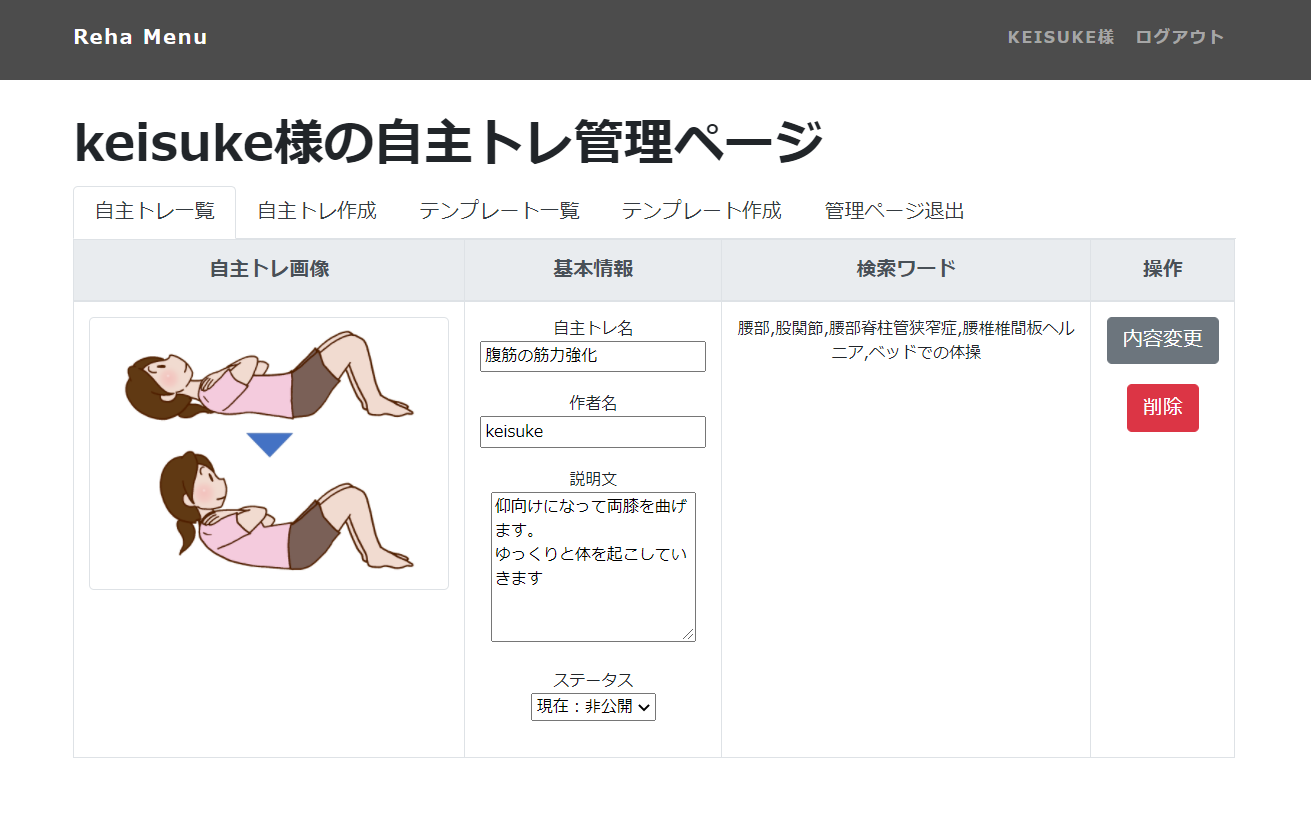 Reha Menu
KEISUKE様 ログアウト
keisuke様の自主トレ管理ページ
自主トレ一覧 自主トレ作成 テンプレート一覧 テンプレート作成 管理ページ退出
自主トレ画像 基本情報 検索ワード 操作
自主トレ名
腹筋の筋力強化
作者名
keisuke
説明文
仰向けになって両膝を曲げ
ます。
ゆっくりと体を起こしてい
きます
ステータス
現在：非公開
腰部,股関節,腰部脊柱管狭窄症,腰椎椎間板ヘル
ニア,ベッドでの体操
内容変更
削除